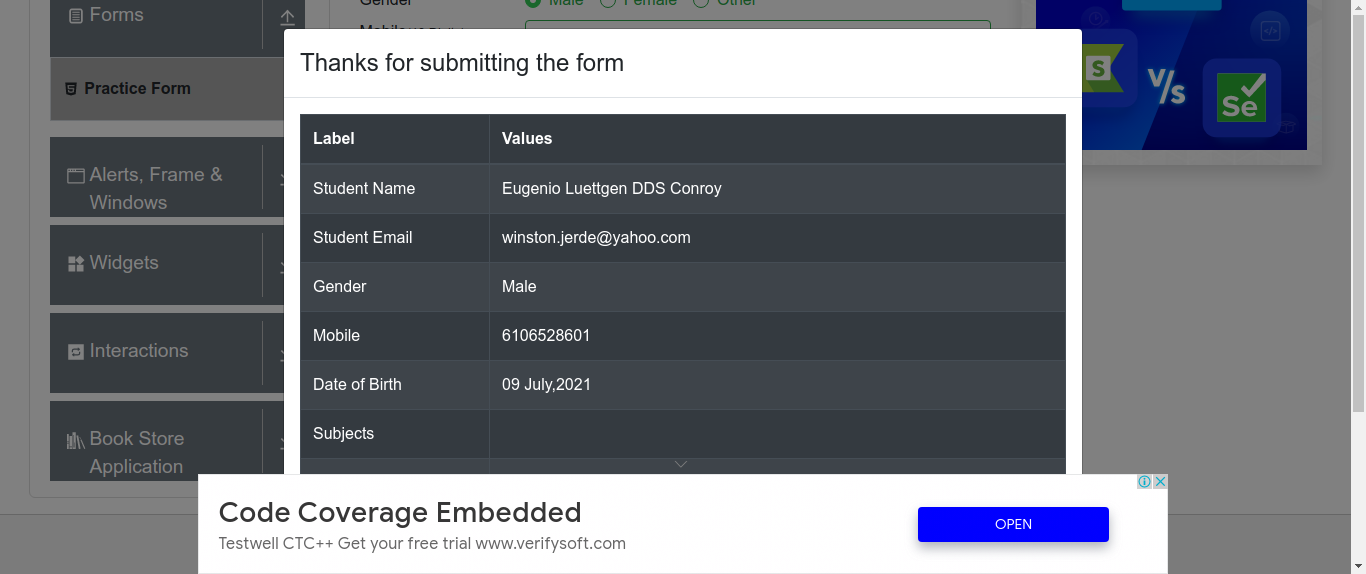 Forms
Gender
Male
Female
Other
Practice Form
Alerts, Frame &
Windows
Widgets
Interactions
Book Store
Application
Thanks for submitting the form
Label Values
Student Name Eugenio Luettgen DDS Conroy
Student Email winston.jerde@yahoo.com
Gender Male
Mobile 6106528601
Date of Birth 09 July,2021
Subjects
S
V/s
Se
Code Coverage Embedded
Testwell CTC++ Get your free trial www.verifysoft.com
OPEN